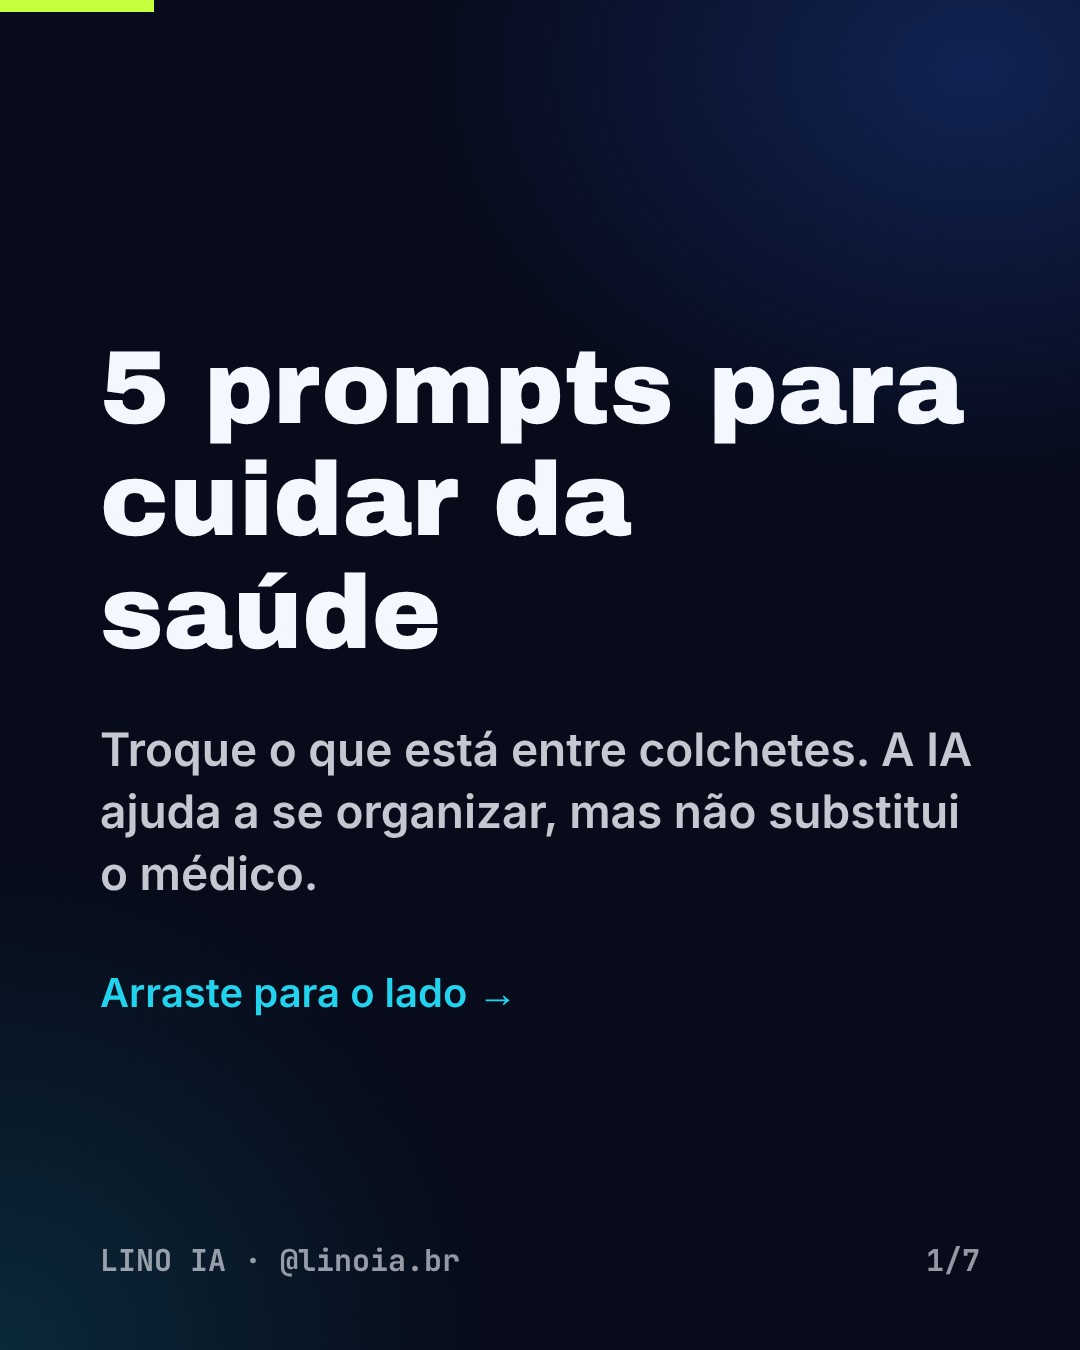 5 prompts para
cuidar da
saúde
Troque o que está entre colchetes. A IA
ajuda a se organizar, mas não substitui
o médico.
Arraste para o lado →
LINO IA · @linoia.br
1/7